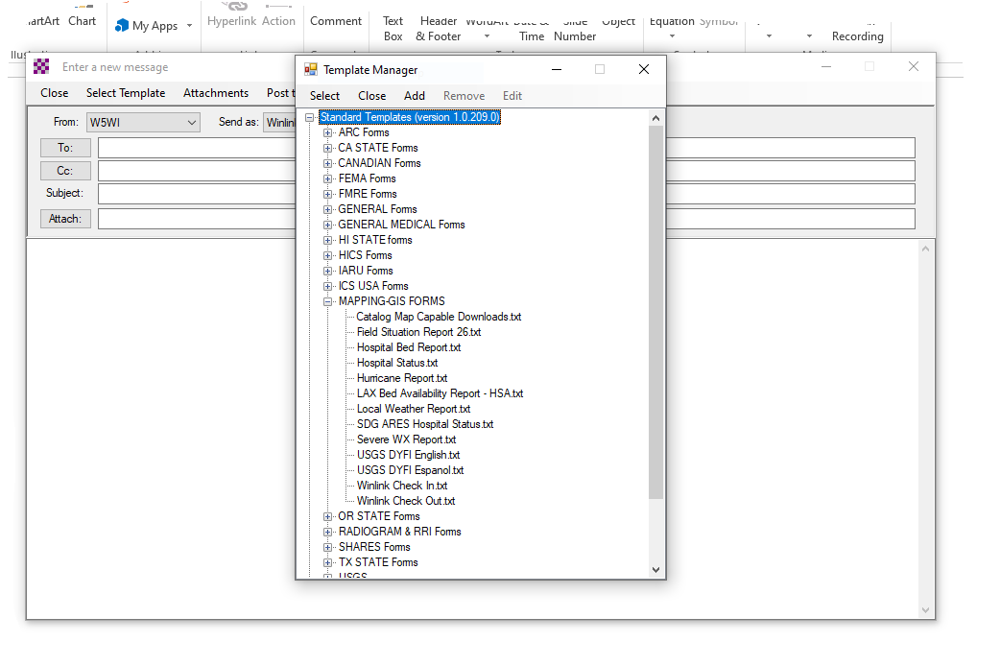 Chart
My Apps
Hyperlink Action
Comment
Text
Box
Header
& Footer
Time
Number
Object
Equation
Symbol
Recording
Enter a new message
Close Select Template Attachments Post t
From: W5WI Send as: Winlin
To:
Cc:
Subject:
Attach:
Template Manager
Select Close Add Remove Edit
Standard Templates (version 1.0.209.0)
ARC Forms
CA STATE Forms
CANADIAN Forms
FEMA Forms
FMRE Forms
GENERAL Forms
GENERAL MEDICAL Forms
HI STATE forms
HICS Forms
IARU Forms
ICS USA Forms
MAPPING-GIS FORMS
Catalog Map Capable Downloads.txt
Field Situation Report 26.txt
Hospital Bed Report.txt
Hospital Status.txt
Hurricane Report.txt
LAX Bed Availability Report - HSA.txt
Local Weather Report.txt
SDG ARES Hospital Status.txt
Severe WX Report.txt
USGS DYFI English.txt
USGS DYFI Espanol.txt
Winlink Check In.txt
Winlink Check Out.txt
OR STATE Forms
RADIOGRAM & RRI Forms
SHARES Forms
TX STATE Forms
USGS